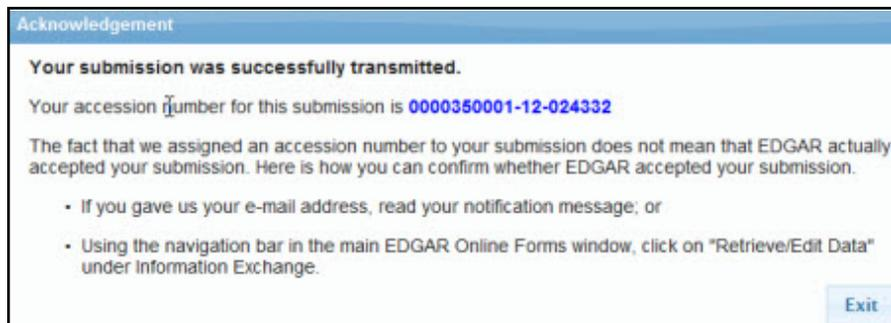 Acknowledgement
Your submission was successfully transmitted.
Your accession number for this submission is 0000350001-12-024332
The fact that we assigned an accession number to your submission does not mean that EDGAR actually
accepted your submission. Here is how you can confirm whether EDGAR accepted your submission.
• If you gave us your e-mail address, read your notification message; or
• Using the navigation bar in the main EDGAR Online Forms window, click on "Retrieve/Edit Data"
under Information Exchange.
Exit